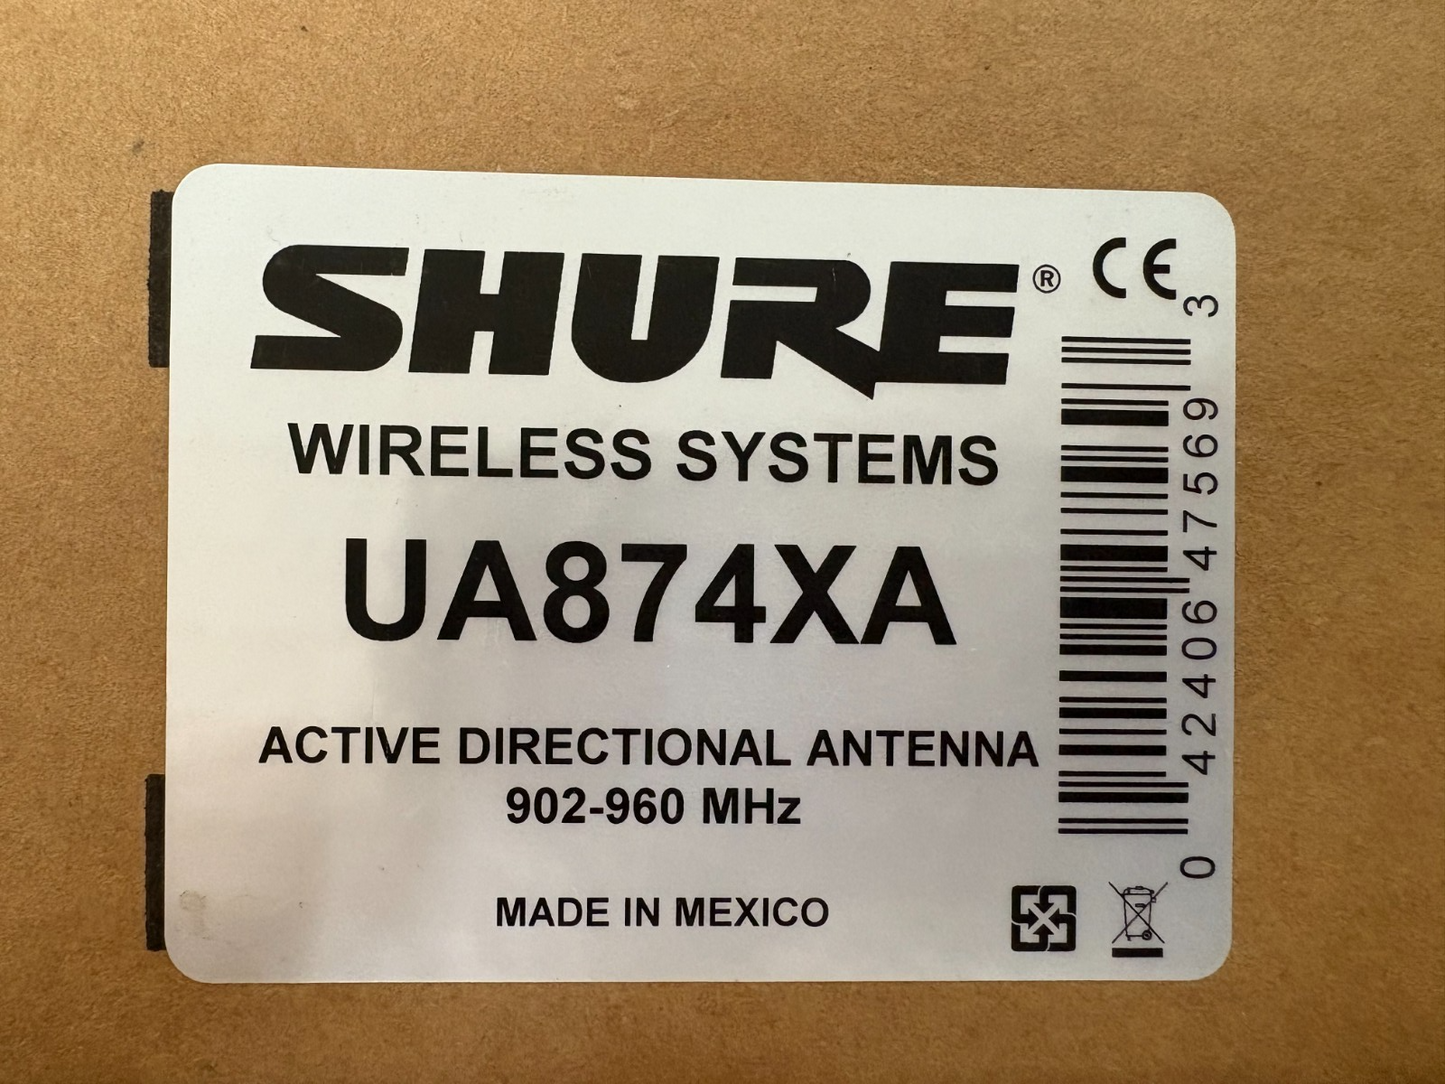 SHURE®
CE
WIRELESS SYSTEMS
UA874XA
ACTIVE DIRECTIONAL ANTENNA
902-960 MHz
MADE IN MEXICO
0 42406 47569 3